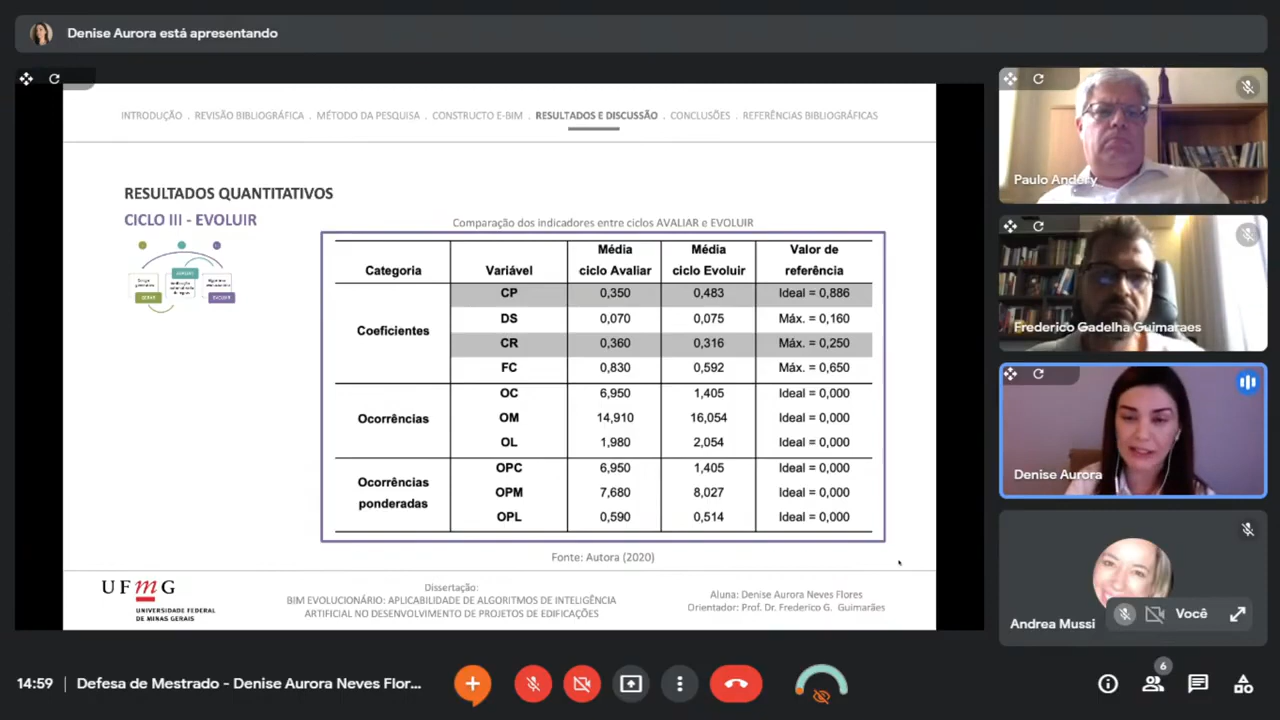 Denise Aurora está apresentando
INTRODUÇÃO . REVISÃO BIBLIOGRÁFICA . MÉTODO DA PESQUISA . CONSTRUCTO E-BIM . RESULTADOS E DISCUSSÃO . CONCLUSÕES . REFERÊNCIAS BIBLIOGRÁFICAS
RESULTADOS QUANTITATIVOS
CICLO III - EVOLUIR
GERAR
AVALIAR
EVOLUIR
Comparação dos indicadores entre ciclos AVALIAR e EVOLUIR
Categoria Variável Média ciclo Avaliar Média ciclo Evoluir Valor de referência
Coeficientes
CP 0,350 0,483 Ideal = 0,886
DS 0,070 0,075 Máx. = 0,160
CR 0,360 0,316 Máx. = 0,250
FC 0,830 0,592 Máx. = 0,650
Ocorrências
OC 6,950 1,405 Ideal = 0,000
OM 14,910 16,054 Ideal = 0,000
OL 1,980 2,054 Ideal = 0,000
Ocorrências ponderadas
OPC 6,950 1,405 Ideal = 0,000
OPM 7,680 8,027 Ideal = 0,000
OPL 0,590 0,514 Ideal = 0,000
Fonte: Autora (2020)
UFmG
UNIVERSIDADE FEDERAL
DE MINAS GERAIS
Dissertação:
BIM EVOLUCIONÁRIO: APLICABILIDADE DE ALGORITMOS DE INTELIGÊNCIA
ARTIFICIAL NO DESENVOLVIMENTO DE PROJETOS DE EDIFICAÇÕES
Aluna: Denise Aurora Neves Flores
Orientador: Prof. Dr. Frederico G. Guimarães
Paulo Andery
Frederico Gadelha Guimaraes
Denise Aurora
Andrea Mussi
Você
14:59 | Defesa de Mestrado - Denise Aurora Neves Flor...
6